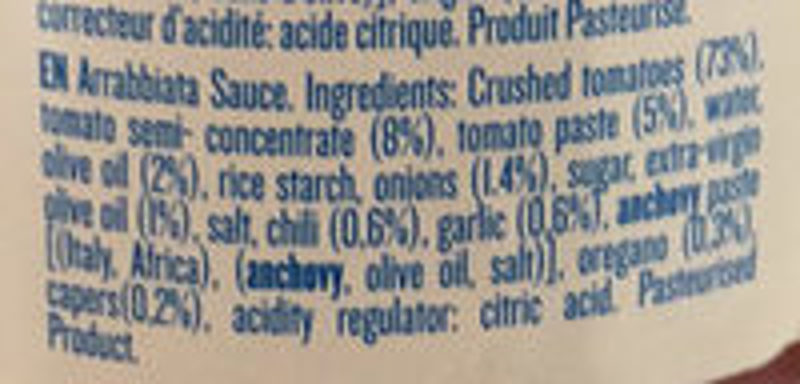 correcteur d'acidité: acide citrique. Produit Pasteurisé.
EN Arrabbiata Sauce. Ingredients: Crushed tomatoes (73%),
tomato semi- concentrate (8%), tomato paste (5%), water,
olive oil (2%), rice starch, onions (1.4%), sugar, extra-virgin
olive oil (1%), salt, chili (0.6%), garlic (0.6%), anchovy paste
[(Italy, Africa), (anchovy, olive oil, salt)], oregano (0.3%),
capers(0.2%), acidity regulator: citric acid. Pasteurised
Product.